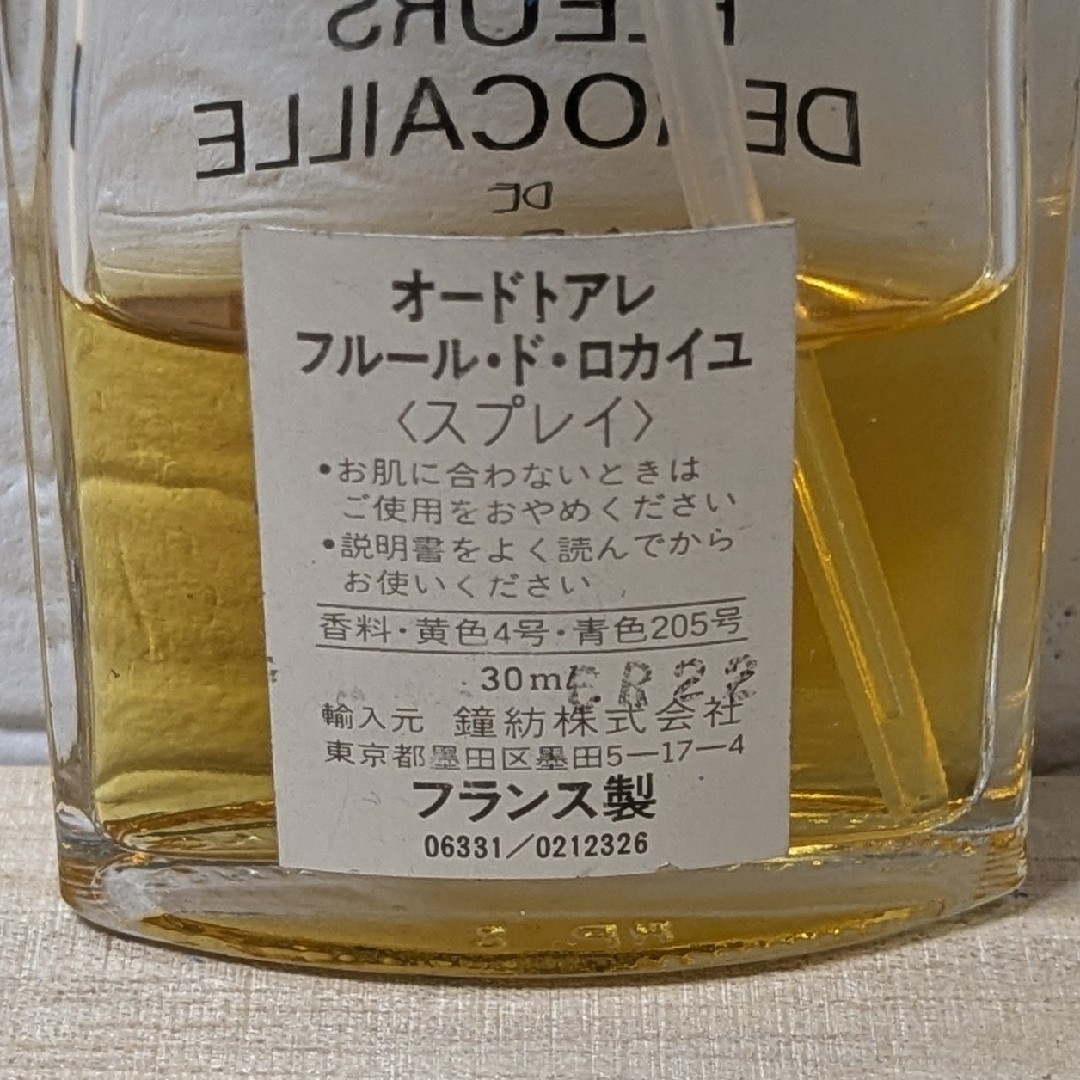 FLEURS
DE ROCAILLE
DE
オードトアレ
フルール・ド・ロカイユ
〈スプレイ〉
•お肌に合わないときは
ご使用をおやめください
•説明書をよく読んでから
お使いください
香料・黄色4号・青色205号
30ml
輸入元 鐘紡株式会社
東京都墨田区墨田5—17—4
フランス製
06331/0212326